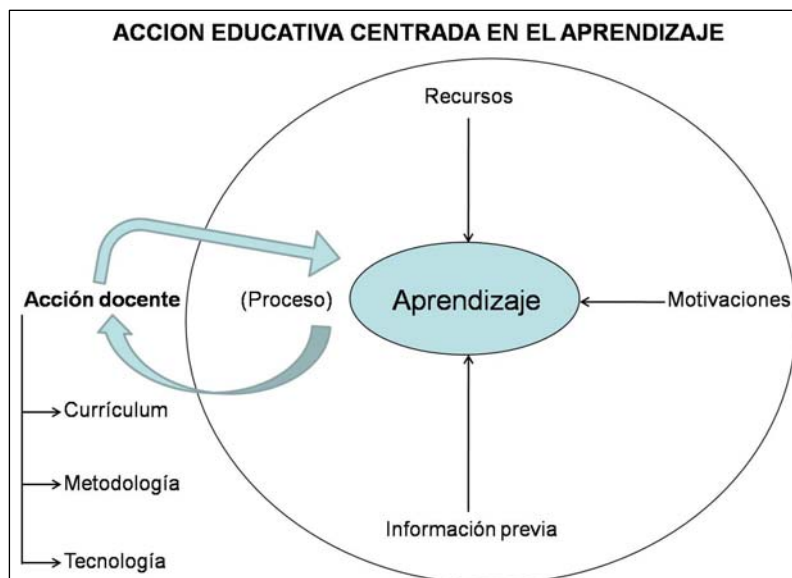 ACCION EDUCATIVA CENTRADA EN EL APRENDIZAJE
Recursos
Acción docente
(Proceso)
Aprendizaje
Motivaciones
Currículum
Metodología
Información previa
Tecnología